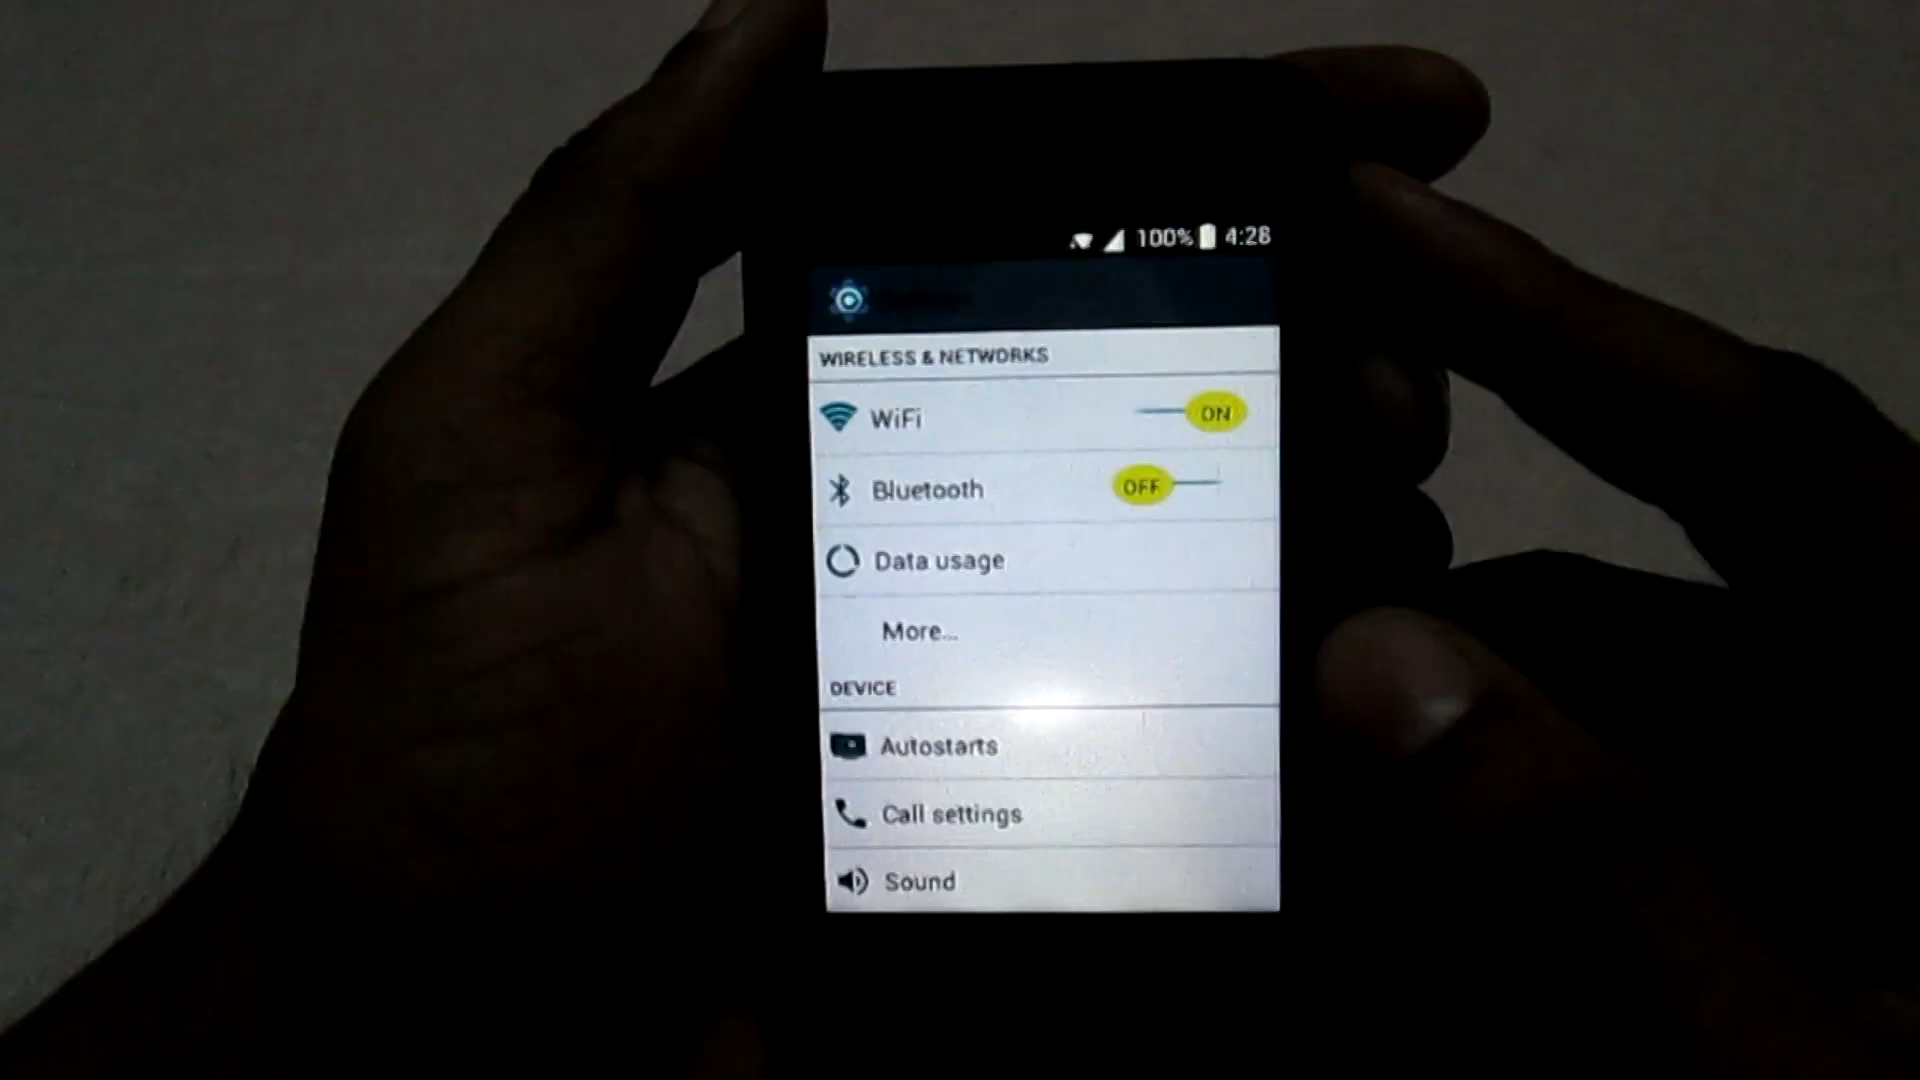 100% 4:28
WIRELESS & NETWORKS
WiFi ON
Bluetooth OFF
Data usage
More...
DEVICE
Autostarts
Call settings
Sound